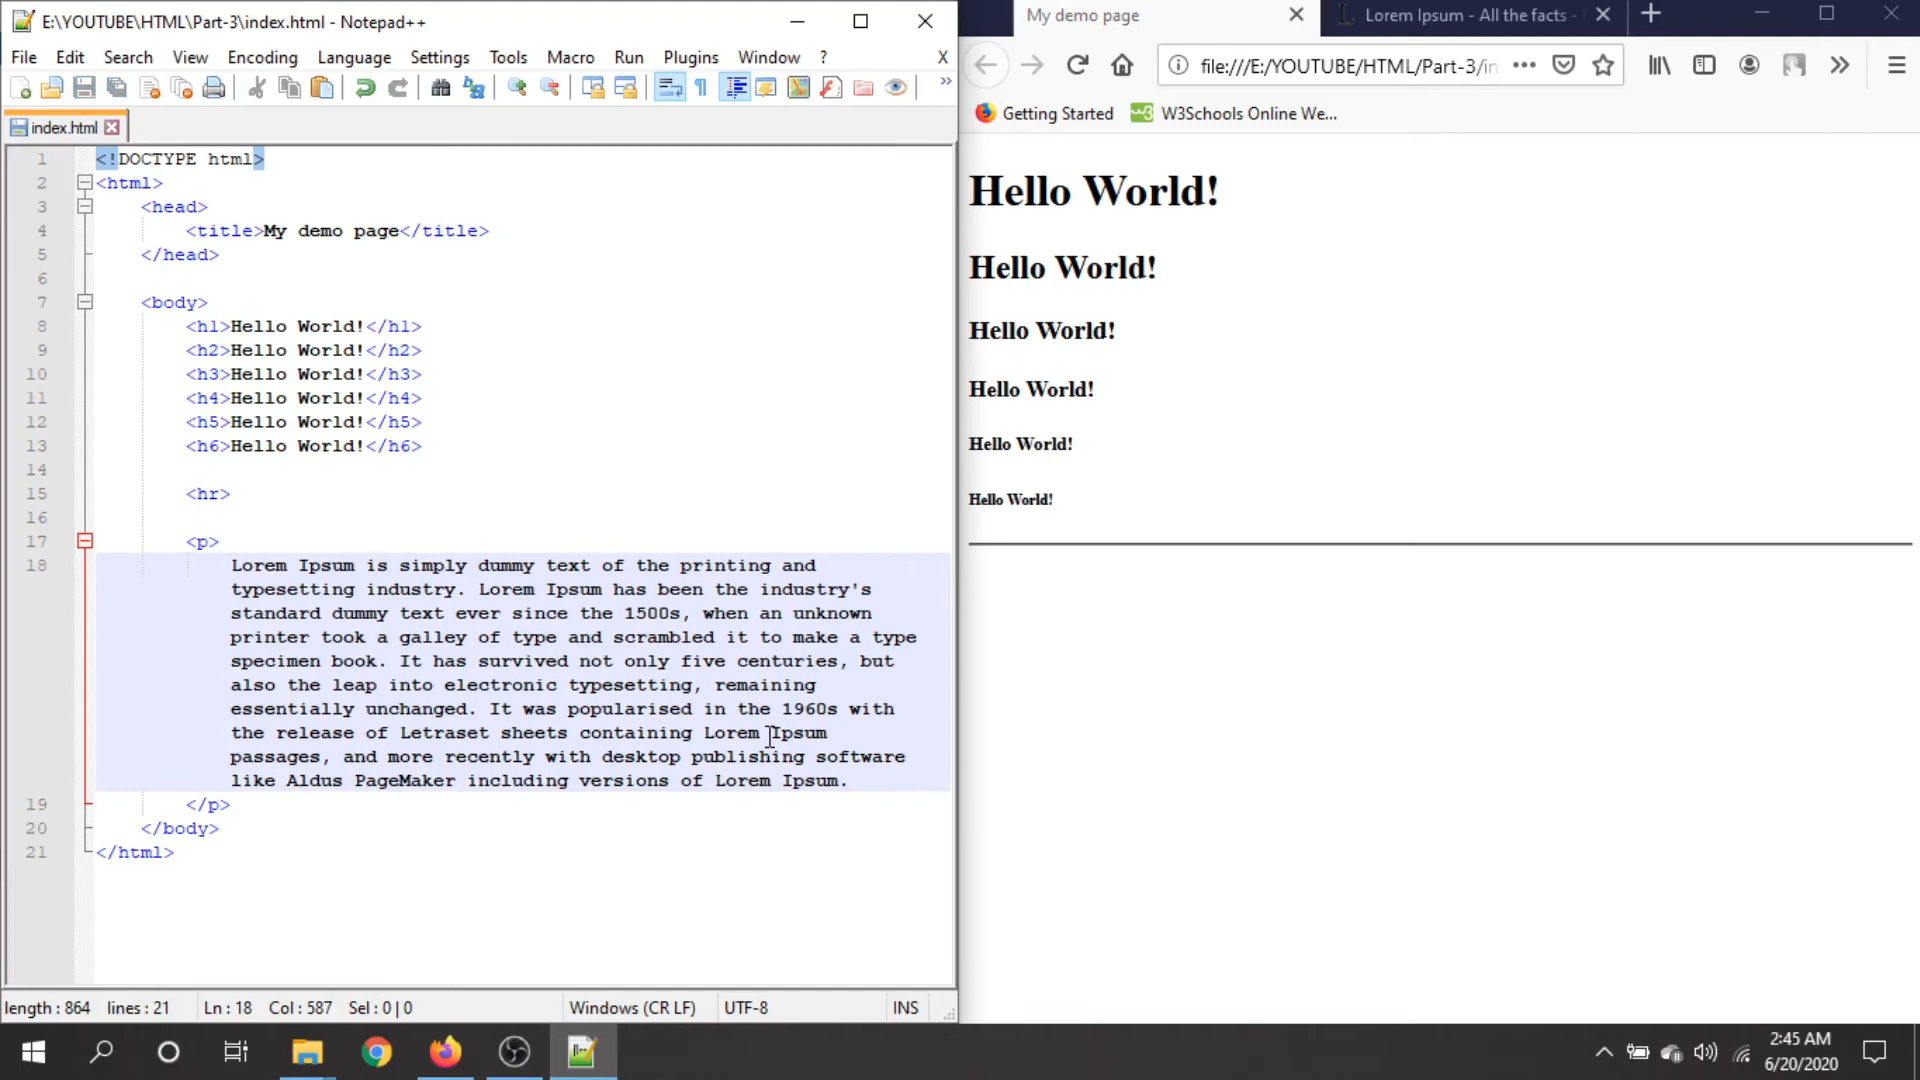 E:\YOUTUBE\HTML\Part-3\index.html - Notepad++
File Edit Search View Encoding Language Settings Tools Macro Run Plugins Window ? X
index.html
1 <!DOCTYPE html>
2 <html>
3 <head>
4 <title>My demo page</title>
5 </head>
6
7 <body>
8 <h1>Hello World!</h1>
9 <h2>Hello World!</h2>
10 <h3>Hello World!</h3>
11 <h4>Hello World!</h4>
12 <h5>Hello World!</h5>
13 <h6>Hello World!</h6>
14
15 <hr>
16
17 <p>
18 Lorem Ipsum is simply dummy text of the printing and
typesetting industry. Lorem Ipsum has been the industry's
standard dummy text ever since the 1500s, when an unknown
printer took a galley of type and scrambled it to make a type
specimen book. It has survived not only five centuries, but
also the leap into electronic typesetting, remaining
essentially unchanged. It was popularised in the 1960s with
the release of Letraset sheets containing Lorem Ipsum
passages, and more recently with desktop publishing software
like Aldus PageMaker including versions of Lorem Ipsum.
19 </p>
20 </body>
21 </html>
length : 864 lines : 21 Ln : 18 Col : 587 Sel : 0 | 0 Windows (CR LF) UTF-8 INS
My demo page
Lorem Ipsum - All the facts -
file:///E:/YOUTUBE/HTML/Part-3/in
Getting Started W3Schools Online We...
Hello World!
Hello World!
Hello World!
Hello World!
Hello World!
Hello World!
2:45 AM
6/20/2020